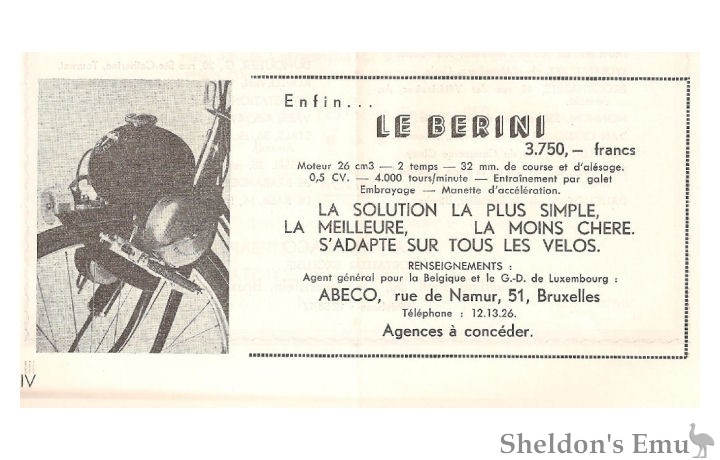 Enfin...
LE BERINI
3.750,— francs
Moteur 26 cm3 — 2 temps — 32 mm. de course et d'alésage.
0,5 CV. — 4.000 tours/minute — Entraînement par galet
Embrayage — Manette d'accélération.
LA SOLUTION LA PLUS SIMPLE,
LA MEILLEURE, LA MOINS CHERE.
S'ADAPTE SUR TOUS LES VELOS.
RENSEIGNEMENTS :
Agent général pour la Belgique et le G.-D. de Luxembourg :
ABECO, rue de Namur, 51, Bruxelles
Téléphone : 12.13.26.
Agences à concéder.
IV
Sheldon's Emu